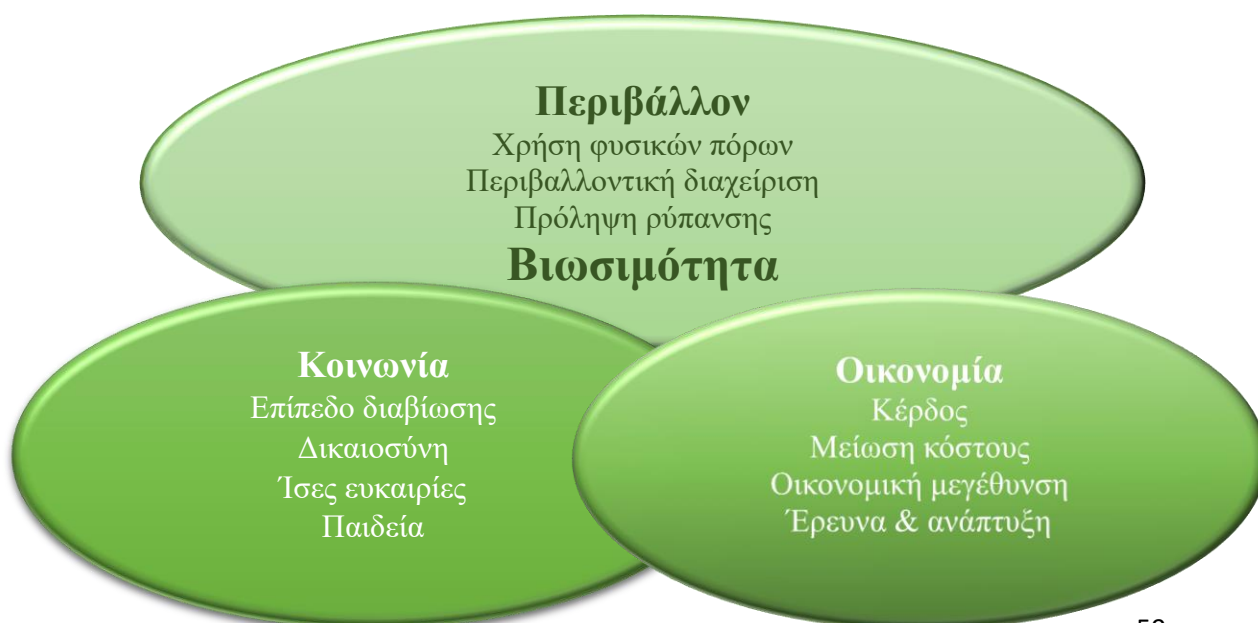 Περιβάλλον
Χρήση φυσικών πόρων
Περιβαλλοντική διαχείριση
Πρόληψη ρύπανσης
Βιωσιμότητα
Κοινωνία
Επίπεδο διαβίωσης
Δικαιοσύνη
Ίσες ευκαιρίες
Παιδεία
Οικονομία
Κέρδος
Μείωση κόστους
Οικονομική μεγέθυνση
Έρευνα & ανάπτυξη